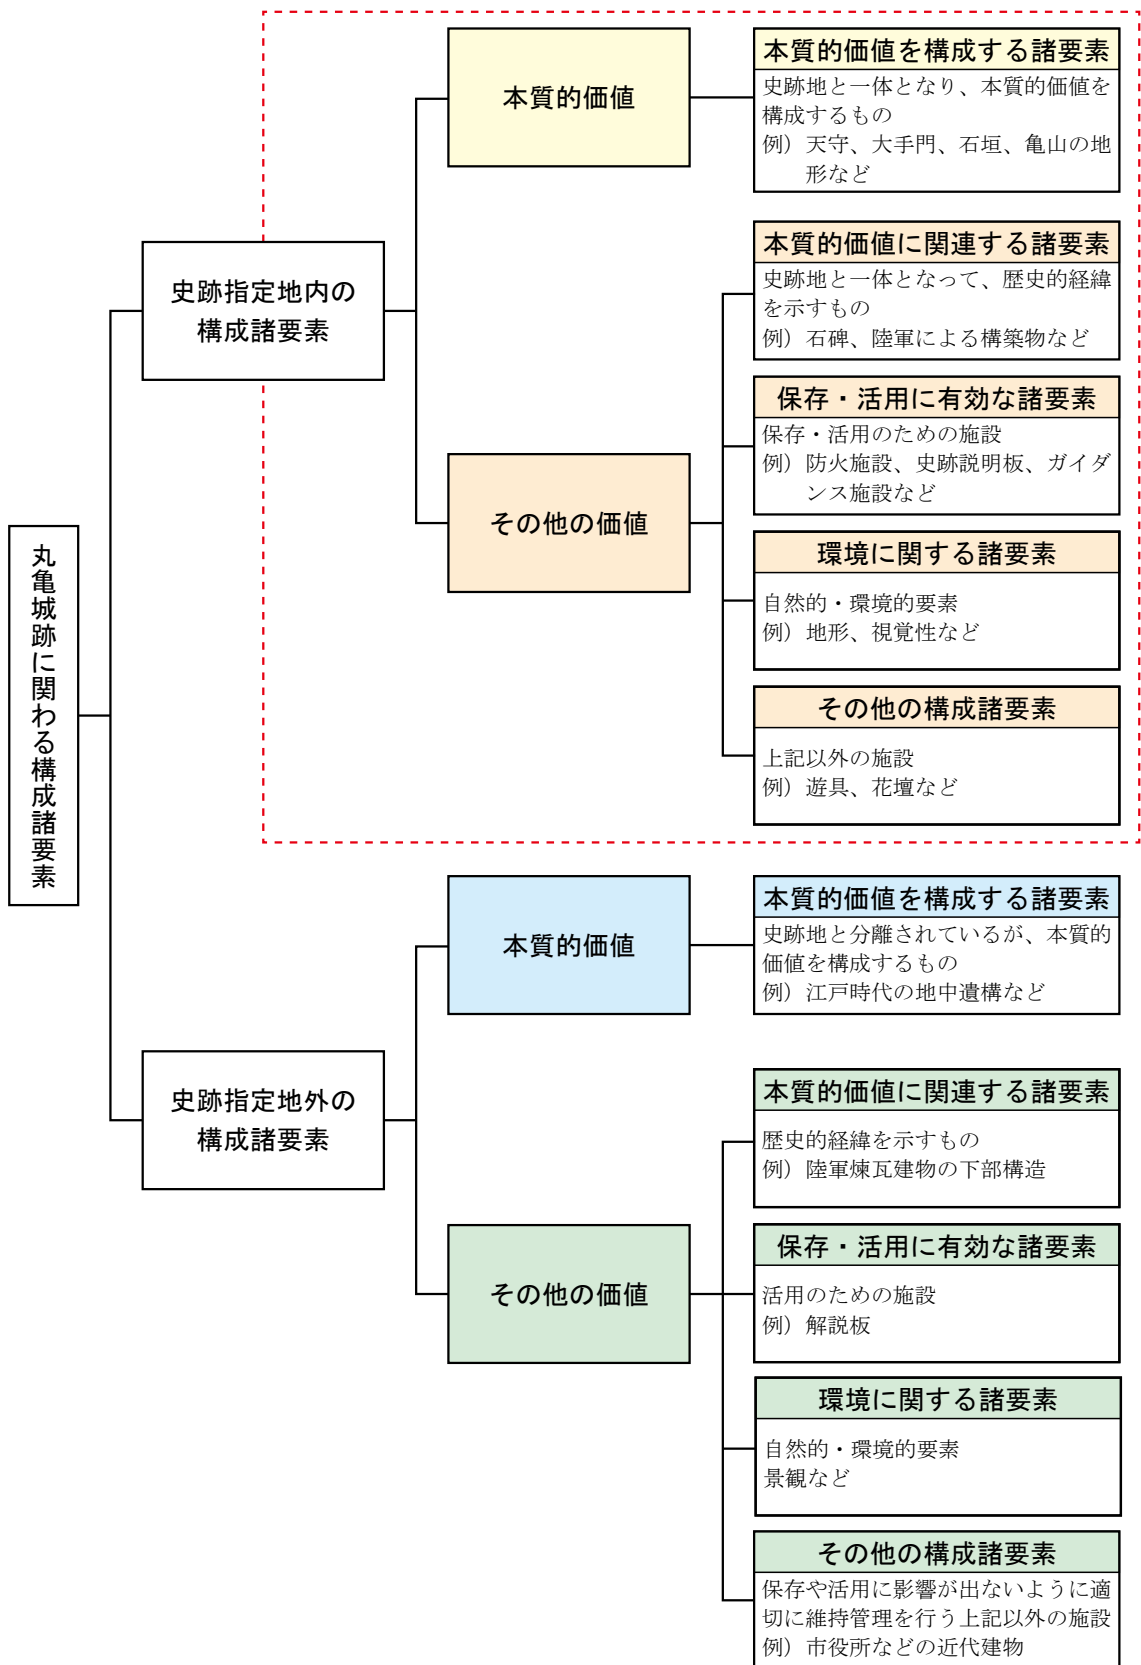 丸亀城跡に関わる構成諸要素
史跡指定地内の
構成諸要素
本質的価値
本質的価値を構成する諸要素
史跡地と一体となり、本質的価値を
構成するもの
例）天守、大手門、石垣、亀山の地
形など
その他の価値
本質的価値に関連する諸要素
史跡地と一体となって、歴史的経緯
を示すもの
例）石碑、陸軍による構築物など
保存・活用に有効な諸要素
保存・活用のための施設
例）防火施設、史跡説明板、ガイダ
ンス施設など
環境に関する諸要素
自然的・環境的要素
例）地形、視覚性など
その他の構成諸要素
上記以外の施設
例）遊具、花壇など
史跡指定地外の
構成諸要素
本質的価値
本質的価値を構成する諸要素
史跡地と分離されているが、本質的
価値を構成するもの
例）江戸時代の地中遺構など
その他の価値
本質的価値に関連する諸要素
歴史的経緯を示すもの
例）陸軍煉瓦建物の下部構造
保存・活用に有効な諸要素
活用のための施設
例）解説板
環境に関する諸要素
自然的・環境的要素
景観など
その他の構成諸要素
保存や活用に影響が出ないように適
切に維持管理を行う上記以外の施設
例）市役所などの近代建物